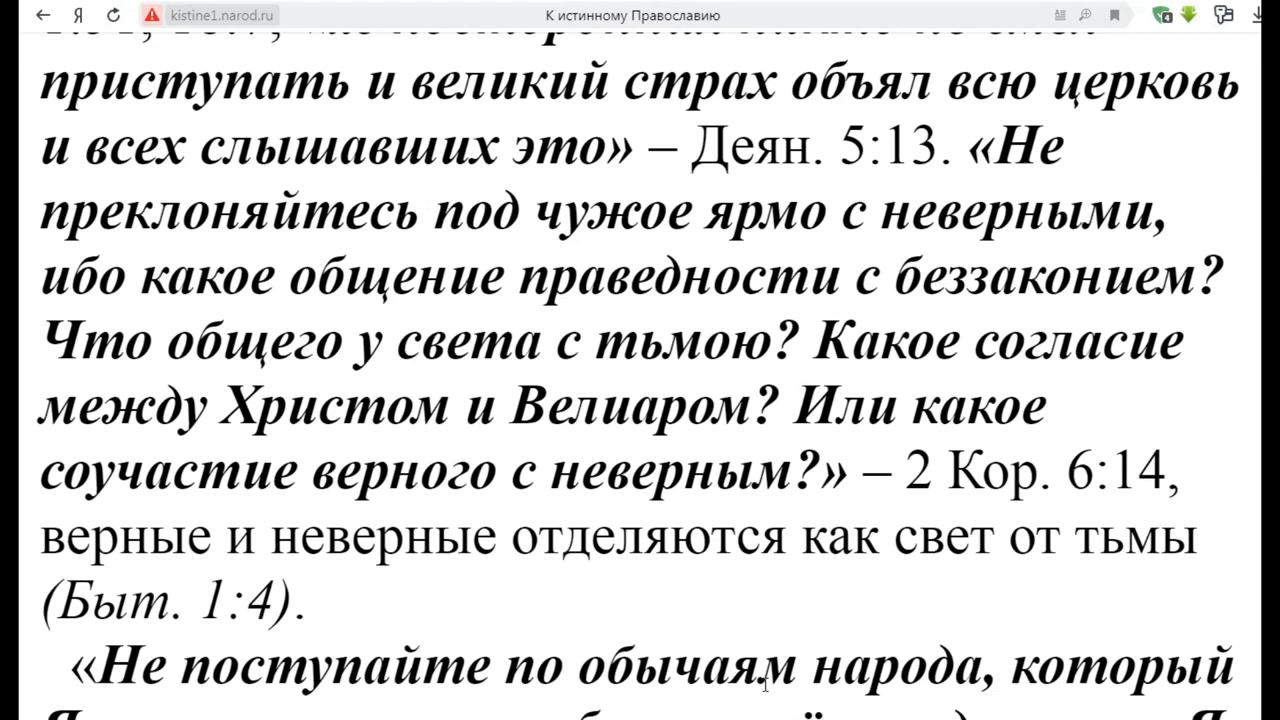 kistine1.narod.ru
К истинному Православию
приступать и великий страх объял всю церковь
и всех слышавших это» – Деян. 5:13. «Не
преклоняйтесь под чужое ярмо с неверными,
ибо какое общение праведности с беззаконием?
Что общего у света с тьмою? Какое согласие
между Христом и Велиаром? Или какое
соучастие верного с неверным?» – 2 Кор. 6:14,
верные и неверные отделяются как свет от тьмы
(Быт. 1:4).
«Не поступайте по обычаям народа, который